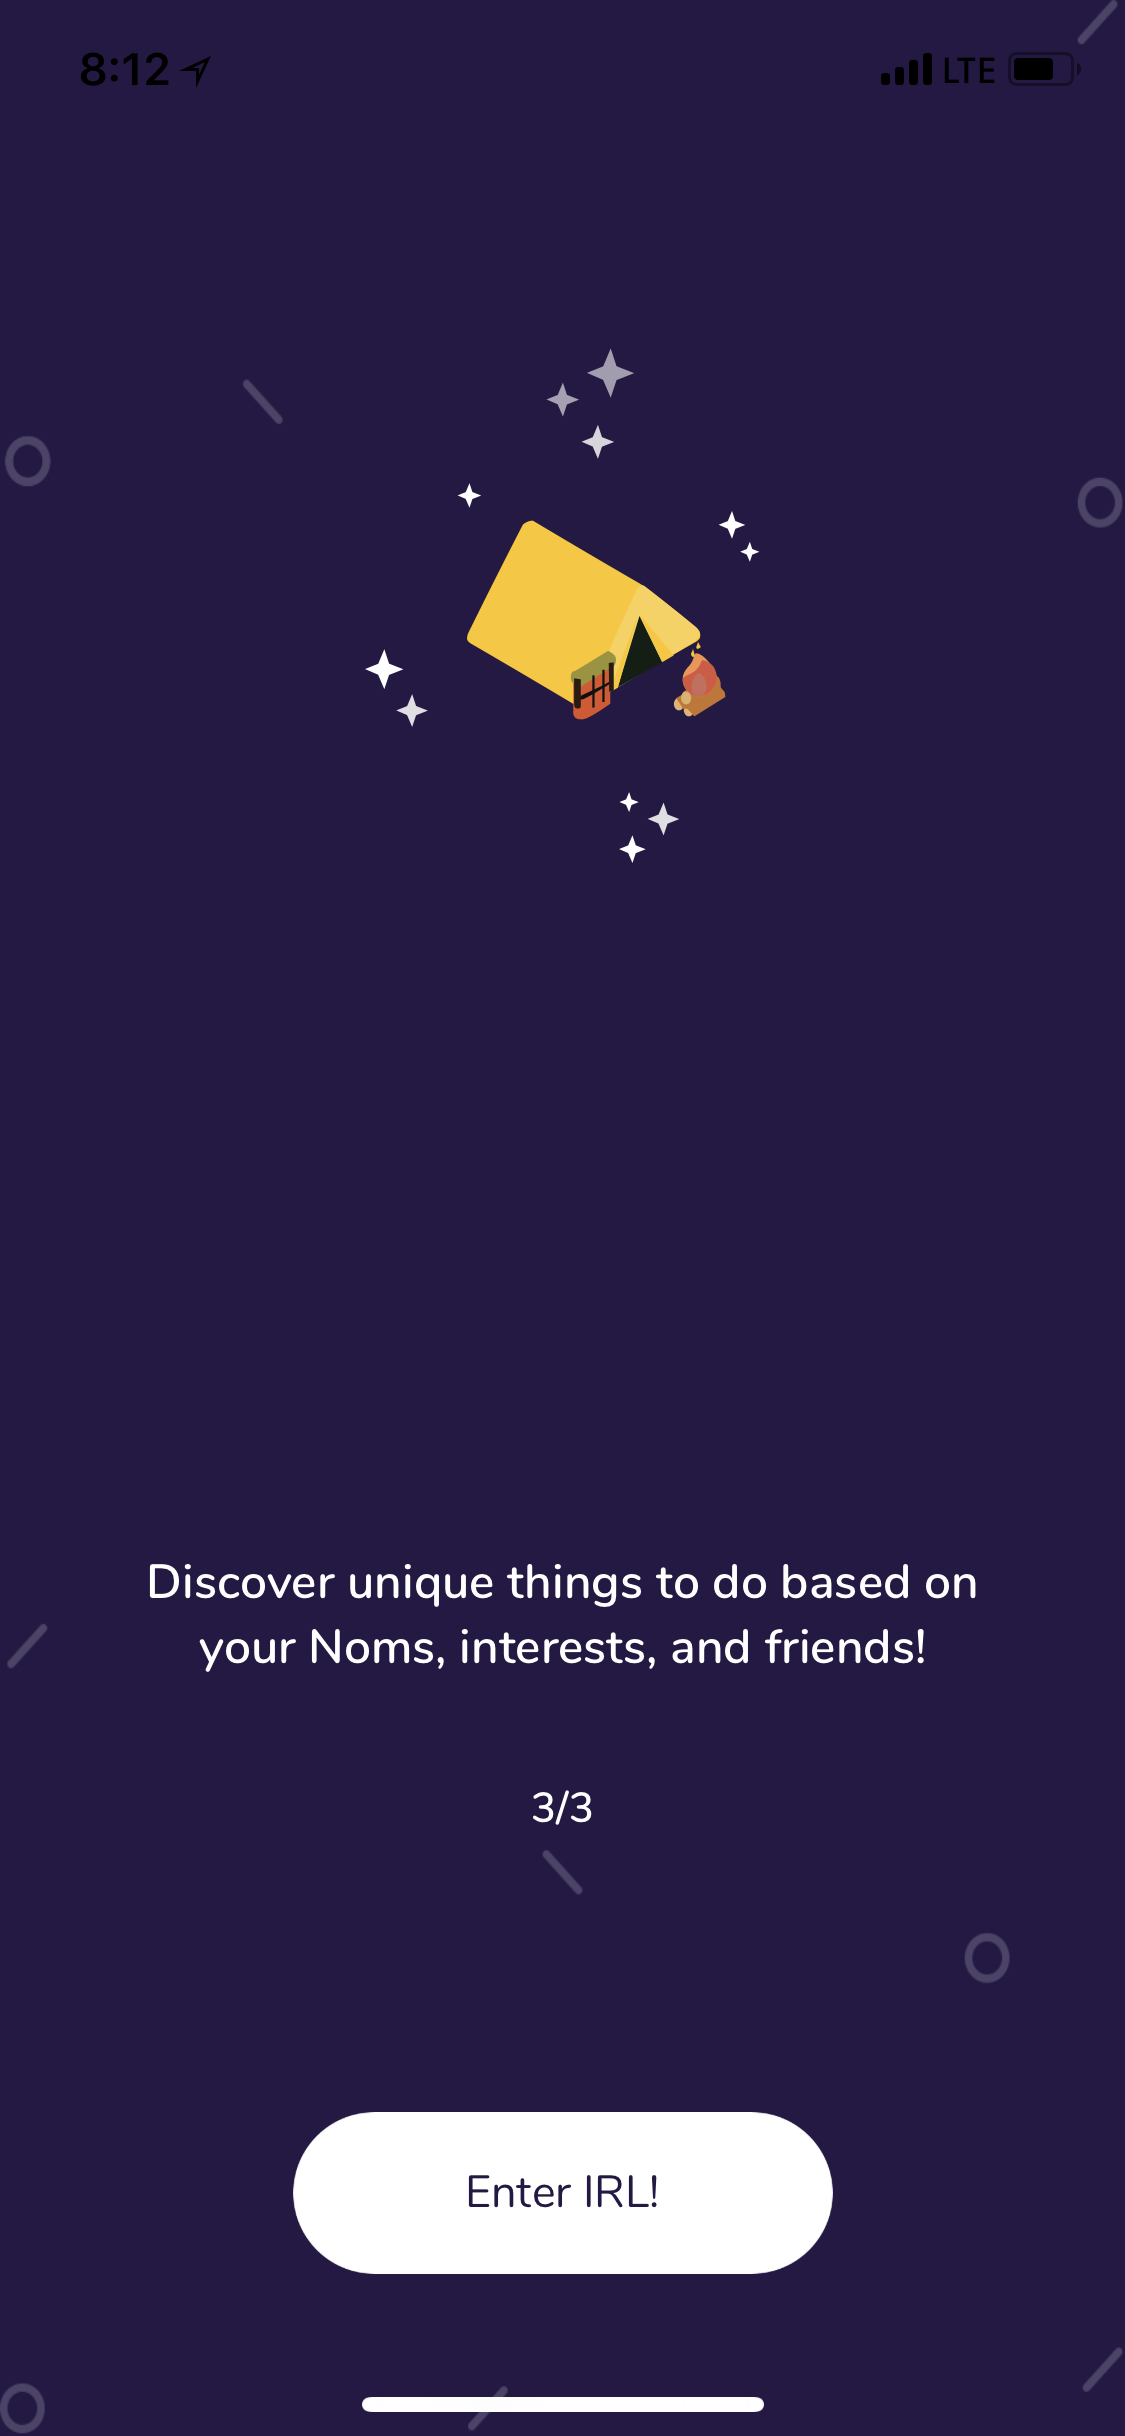 8:12 LTE
Discover unique things to do based on
your Noms, interests, and friends!
3/3
Enter IRL!